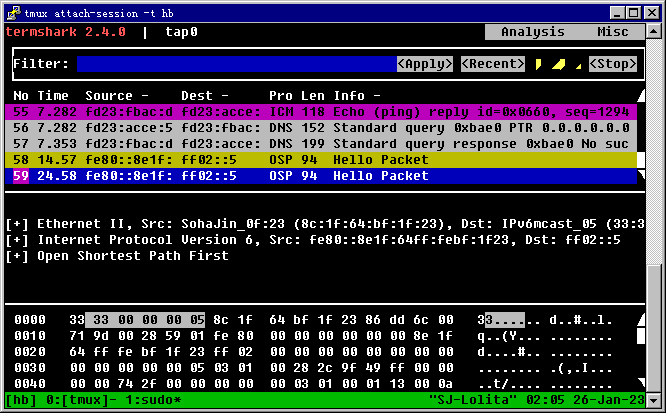 tmux attach-session -t hb
termshark 2.4.0 | tap0 Analysis Misc
Filter: <Apply> <Recent> <Stop>
No Time Source - Dest - Pro Len Info -
55 7.282 fd23:fbac:d fd23:acce: ICM 118 Echo (ping) reply id=0x0660, seq=1294
56 7.282 fd23:acce:5 fd23:fbac: DNS 152 Standard query 0xbae0 PTR 0.0.0.0.0.0
57 7.353 fd23:fbac:d fd23:acce: DNS 199 Standard query response 0xbae0 No suc
58 14.57 fe80::8e1f: ff02::5 OSP 94 Hello Packet
59 24.58 fe80::8e1f: ff02::5 OSP 94 Hello Packet
[+] Ethernet II, Src: SohaJin_0f:23 (8c:1f:64:bf:1f:23), Dst: IPv6mcast_05 (33:3
[+] Internet Protocol Version 6, Src: fe80::8e1f:64ff:febf:1f23, Dst: ff02::5
[+] Open Shortest Path First
0000 33 33 00 00 00 05 8c 1f 64 bf 1f 23 86 dd 6c 00 33...... d..#..l.
0010 71 9d 00 28 59 01 fe 80 00 00 00 00 00 00 8e 1f q..(Y... ........
0020 64 ff fe bf 1f 23 ff 02 00 00 00 00 00 00 00 00 d....#.. ........
0030 00 00 00 00 00 05 03 01 00 28 2c 9f 49 ff 00 00 ........ .(,.I...
0040 00 00 74 2f 00 00 00 00 00 03 01 00 01 13 00 0a ..t/.... ........
[hb] 0:[tmux]- 1:sudo* "SJ-Lolita" 02:05 26-Jan-23